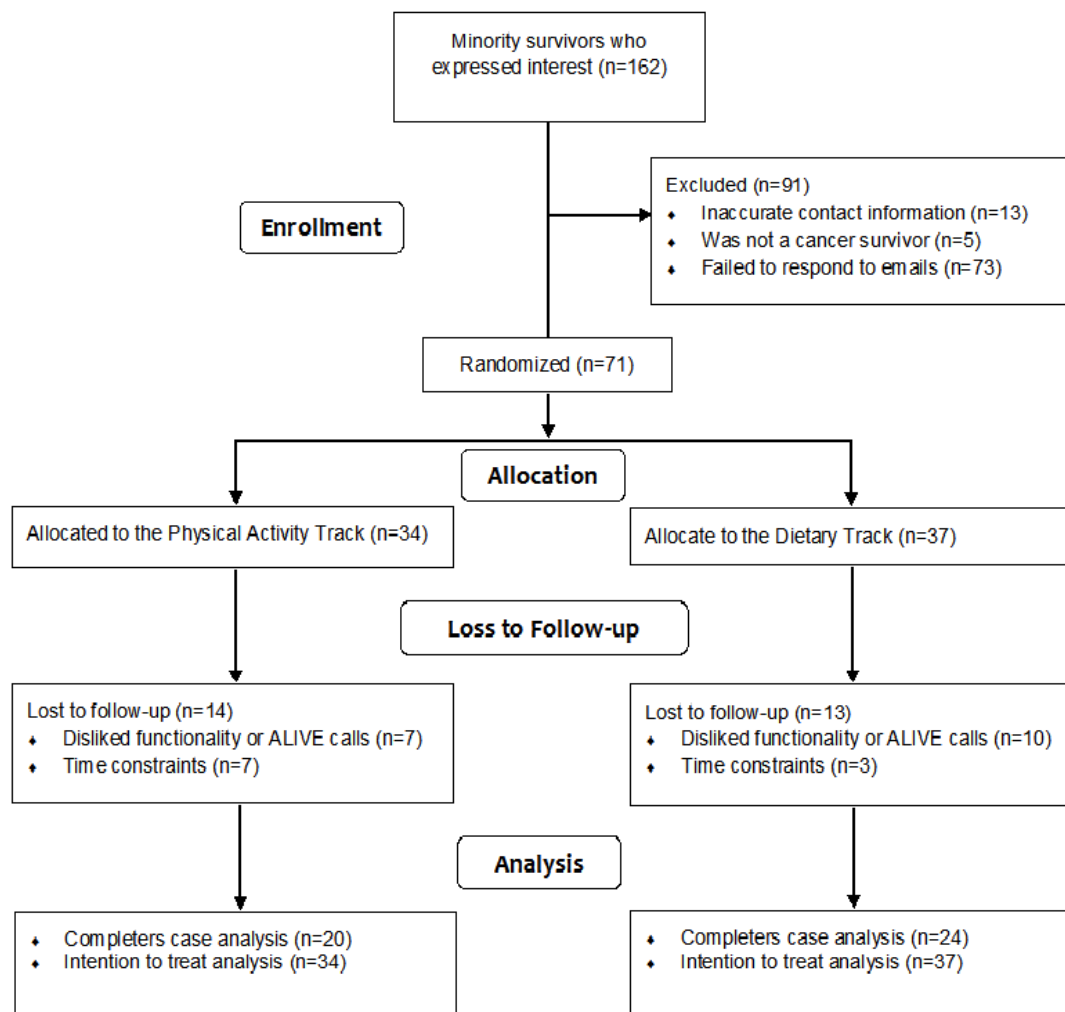 Minority survivors who
expressed interest (n=162)
Enrollment
Excluded (n=91)
⬧ Inaccurate contact information (n=13)
⬧ Was not a cancer survivor (n=5)
⬧ Failed to respond to emails (n=73)
Randomized (n=71)
Allocation
Allocated to the Physical Activity Track (n=34)
Allocate to the Dietary Track (n=37)
Loss to Follow-up
Lost to follow-up (n=14)
⬧ Disliked functionality or ALIVE calls (n=7)
⬧ Time constraints (n=7)
Lost to follow-up (n=13)
⬧ Disliked functionality or ALIVE calls (n=10)
⬧ Time constraints (n=3)
Analysis
⬧ Completers case analysis (n=20)
⬧ Intention to treat analysis (n=34)
⬧ Completers case analysis (n=24)
⬧ Intention to treat analysis (n=37)